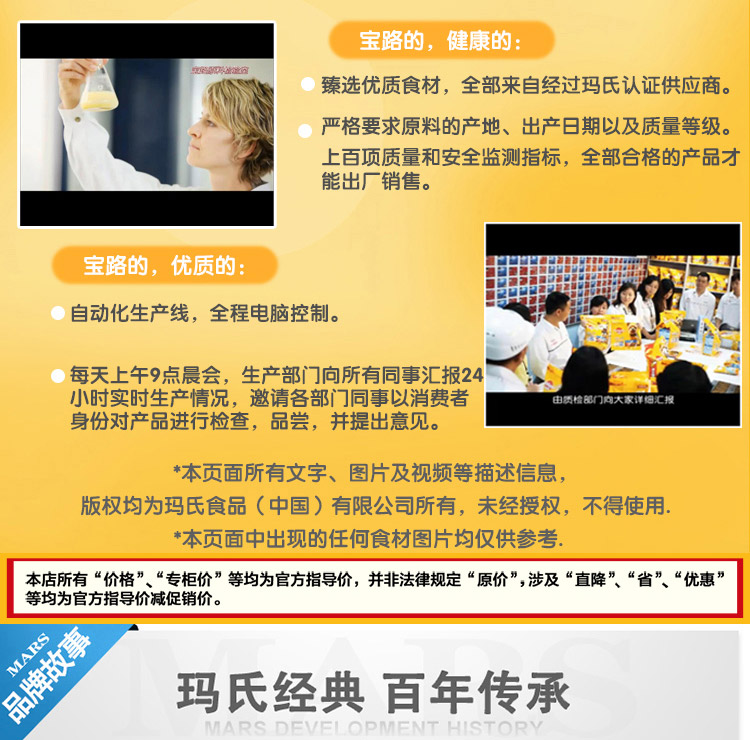 宝路的，健康的：
臻选优质食材，全部来自经过玛氏认证供应商。
严格要求原料的产地、出产日期以及质量等级。
上百项质量和安全监测指标，全部合格的产品才
能出厂销售。
宝路的，优质的：
自动化生产线，全程电脑控制。
每天上午9点晨会，生产部门向所有同事汇报24
小时实时生产情况，邀请各部门同事以消费者
身份对产品进行检查，品尝，并提出意见。
由质检部门向大家详细汇报
*本页面所有文字、图片及视频等描述信息，
版权均为玛氏食品（中国）有限公司所有，未经授权，不得使用.
*本页面中出现的任何食材图片均仅供参考.
本店所有“价格”、“专柜价”等均为官方指导价，并非法律规定“原价”，涉及“直降”、“省”、“优惠”
等均为官方指导价减促销价。
MARS
品牌故事
MARS
玛氏经典 百年传承
MARS DEVELOPMENT HISTORY